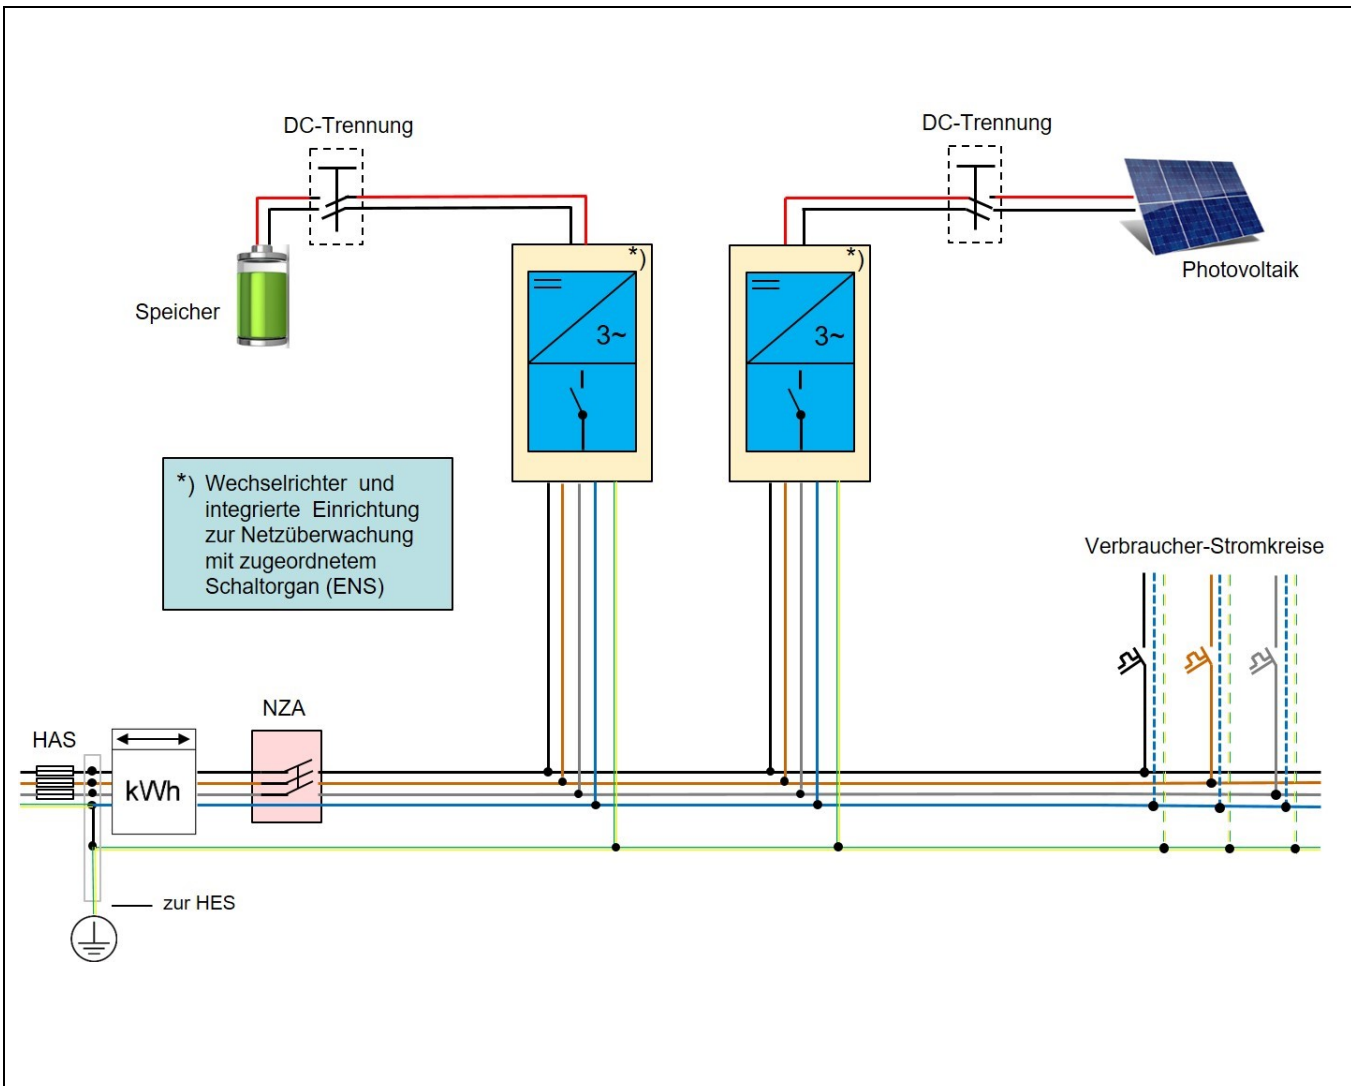 DC-Trennung
DC-Trennung
Photovoltaik
Speicher
*)
3~
*)
3~
*) Wechselrichter und
integrierte Einrichtung
zur Netzüberwachung
mit zugeordnetem
Schaltorgan (ENS)
Verbraucher-Stromkreise
NZA
HAS
kWh
zur HES